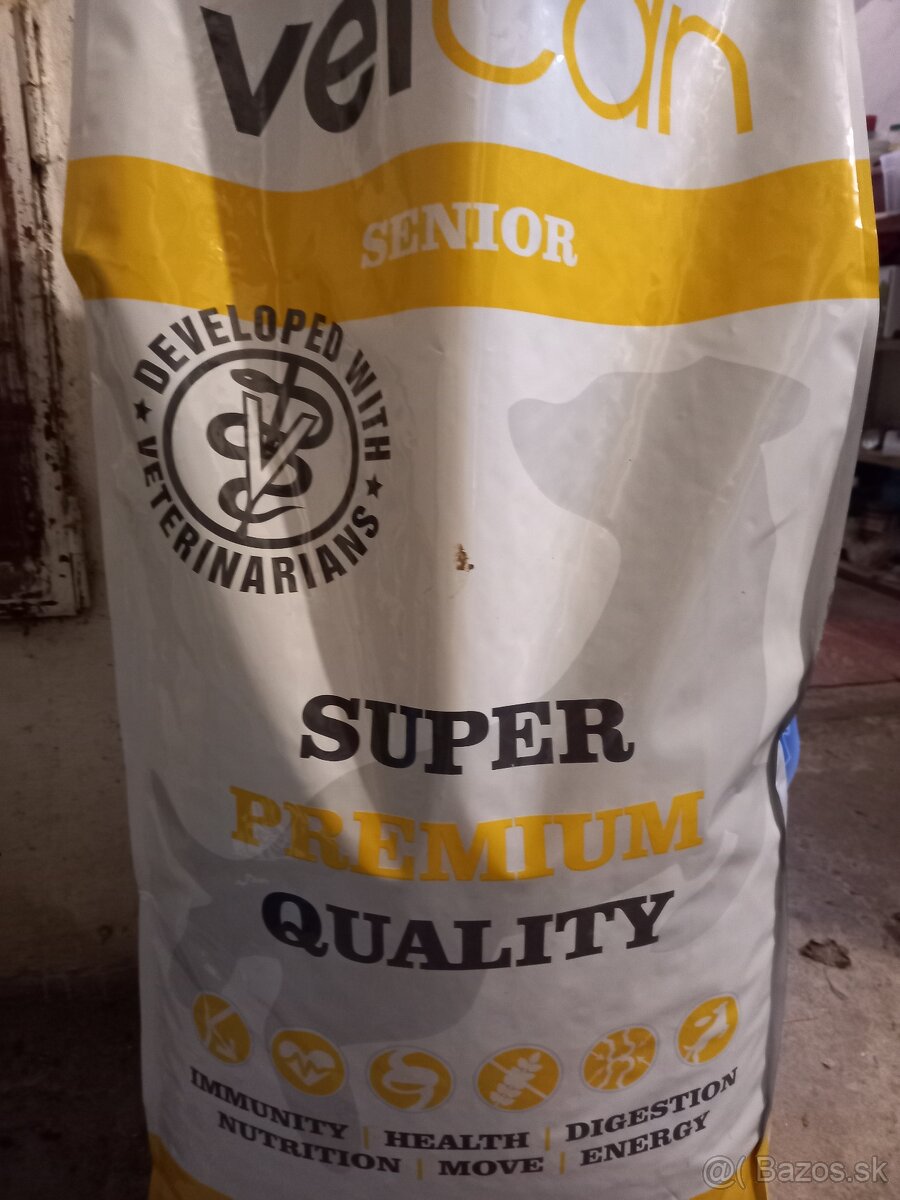 vetcan
SENIOR
DEVELOPED WITH
VETERINARIANS
V
SUPER
PREMIUM
QUALITY
IMMUNITY | HEALTH | DIGESTION
NUTRITION | MOVE | ENERGY
@( Bazos.sk